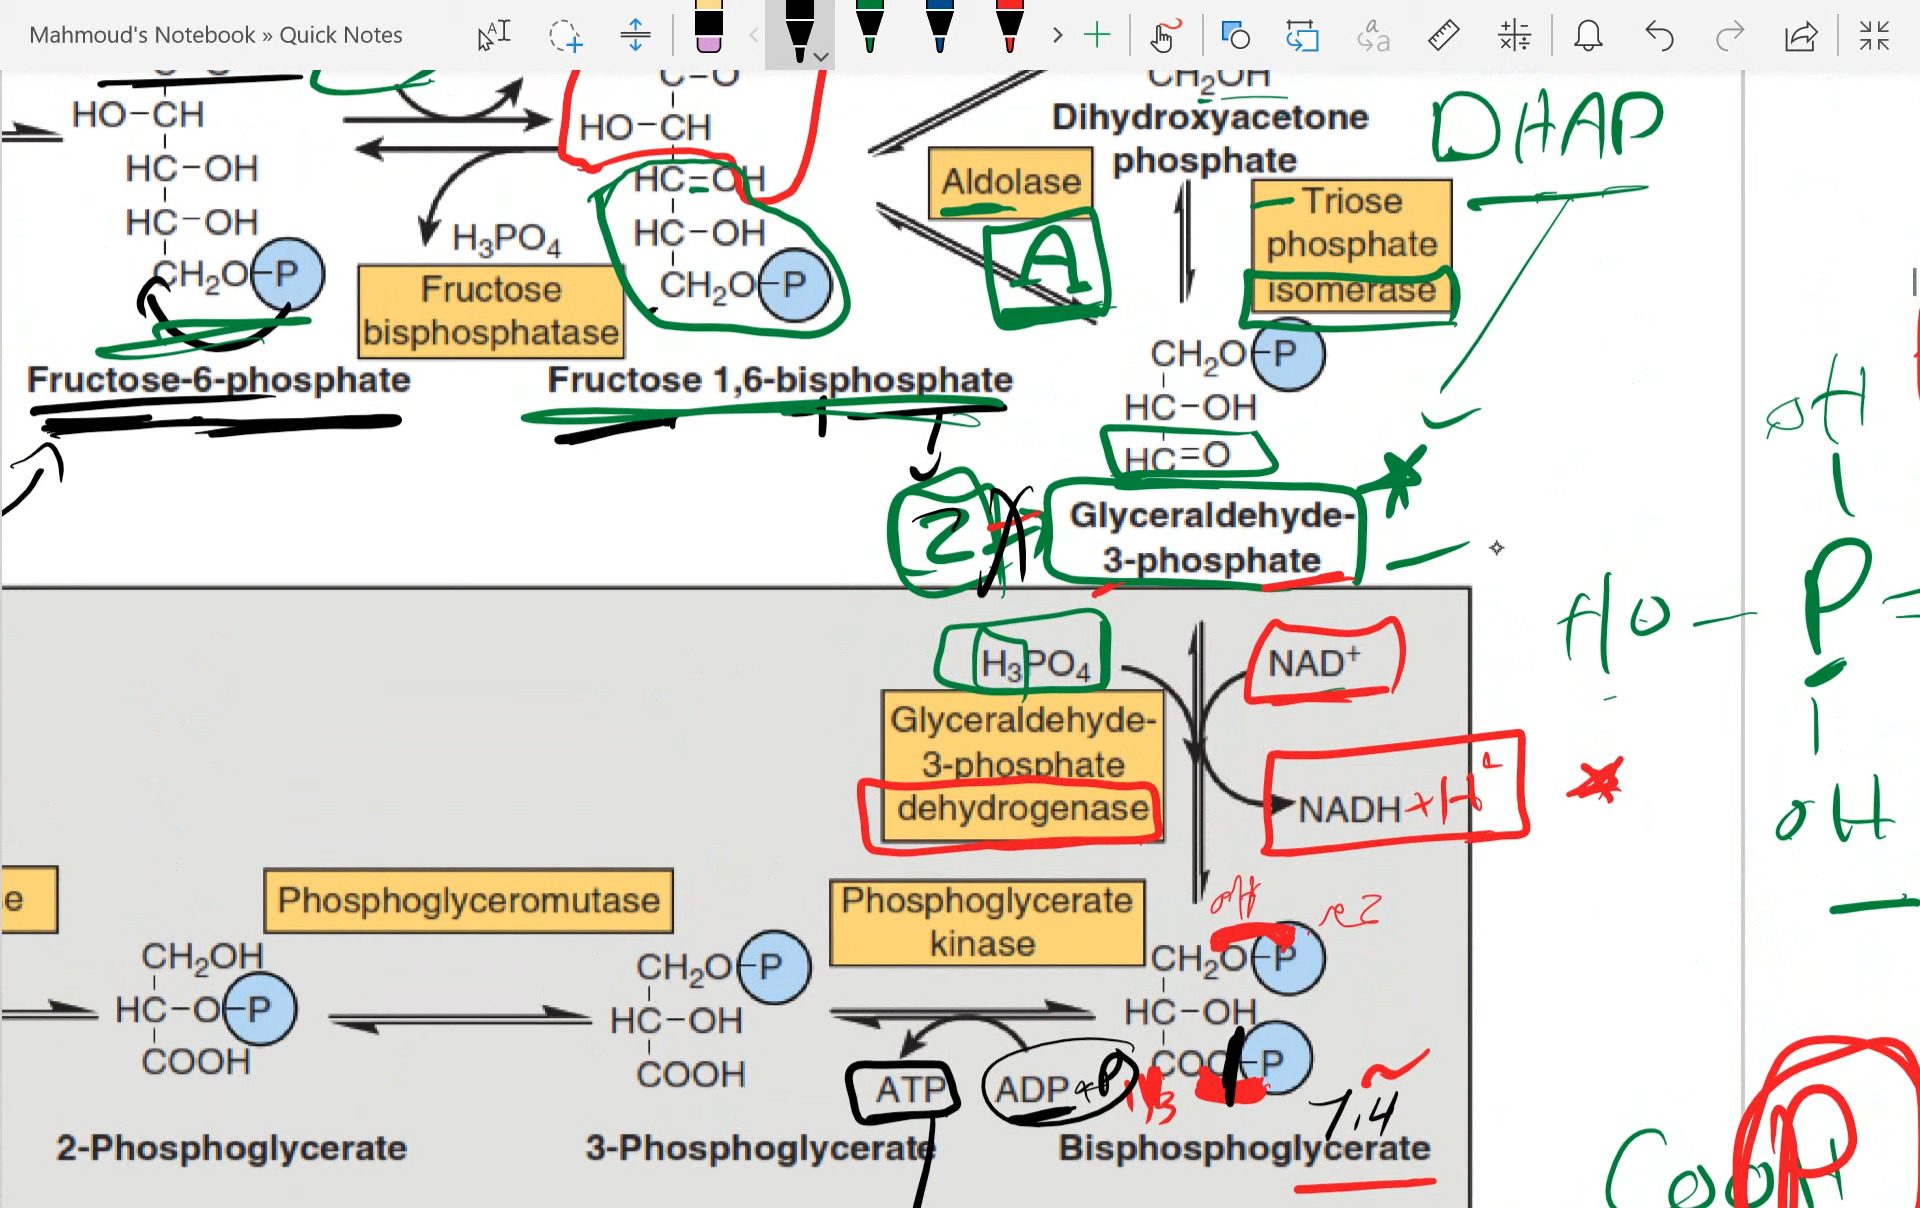 Mahmoud's Notebook » Quick Notes
HO-CH
HC-OH
HC-OH
CH₂O-P
Fructose-6-phosphate
H₃PO₄
Fructose
bisphosphatase
C-O
HO-CH
HC-OH
HC-OH
CH₂O-P
Fructose 1,6-bisphosphate
Aldolase
A
CH₂OH
Dihydroxyacetone
phosphate
DHAP
Triose
phosphate
isomerase
CH₂O-P
HC-OH
HC=O
2
Glyceraldehyde-
3-phosphate
OH
HO-P=
OH
H₃PO₄
NAD⁺
Glyceraldehyde-
3-phosphate
dehydrogenase
NADH+H
e
Phosphoglyceromutase
Phosphoglycerate
kinase
OH
CH₂OH
HC-O-P
COOH
2-Phosphoglycerate
CH₂O-P
HC-OH
COOH
3-Phosphoglycerate
ATP
ADP+P
CH₂O-P
HC-OH
COO-P
1,3
7.4
Bisphosphoglycerate
COOH
P